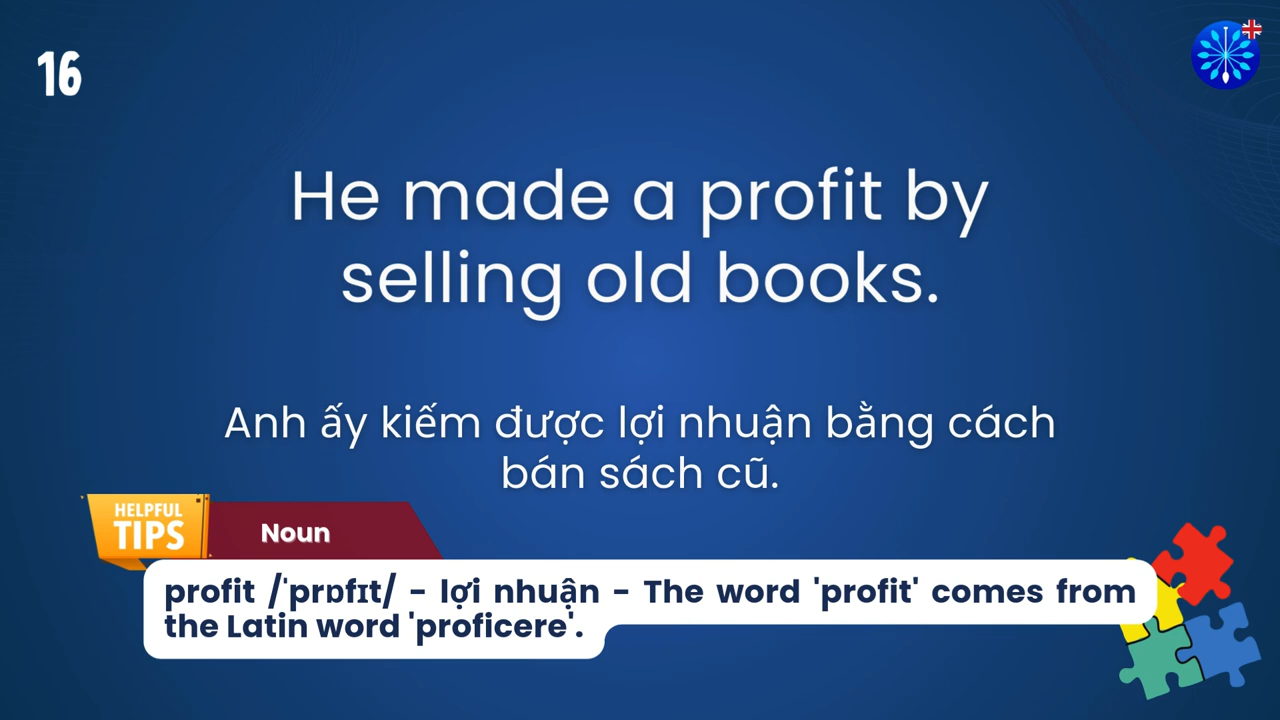 16
He made a profit by
selling old books.
Anh ấy kiếm được lợi nhuận bằng cách
bán sách cũ.
HELPFUL
TIPS
Noun
profit /ˈprɒfɪt/ - lợi nhuận - The word 'profit' comes from
the Latin word 'proficere'.